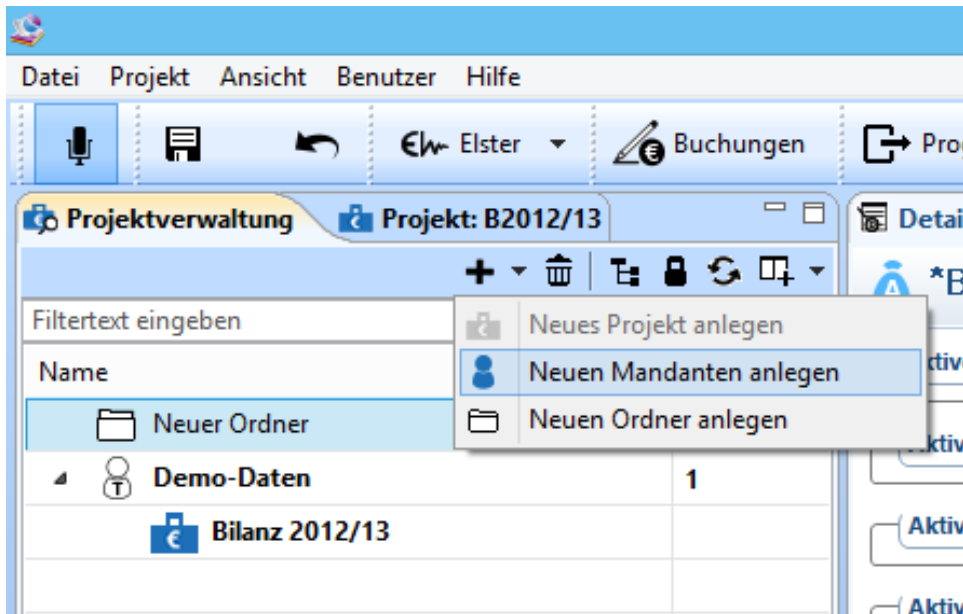 Datei Projekt Ansicht Benutzer Hilfe
Elster Buchungen
Projektverwaltung Projekt: B2012/13
Filtertext eingeben
Neues Projekt anlegen
Name
Neuen Mandanten anlegen
Neuer Ordner
Neuen Ordner anlegen
Demo-Daten 1
Bilanz 2012/13